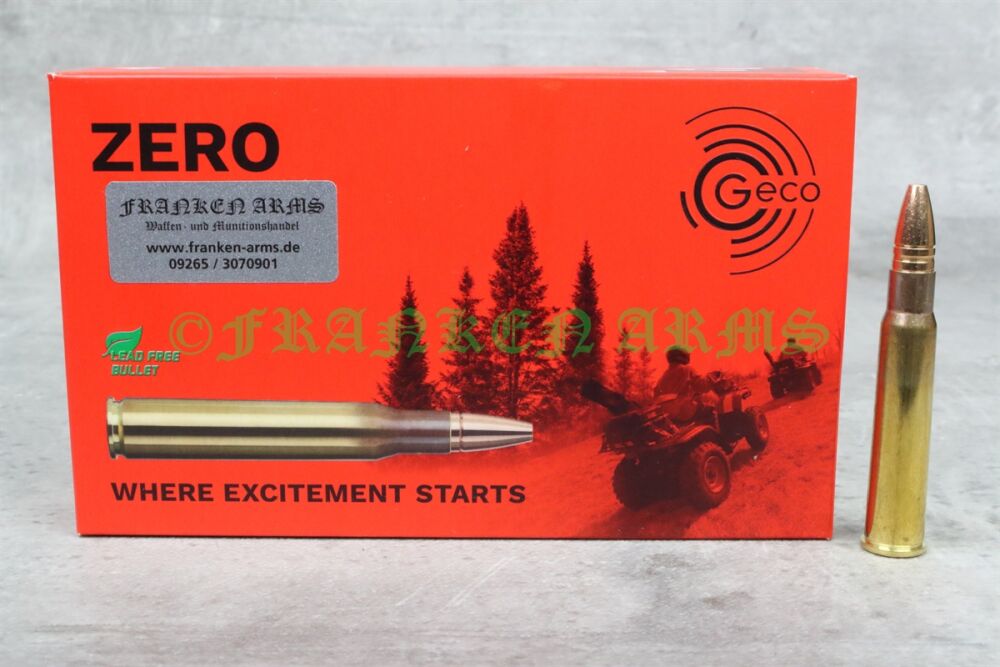 ZERO
Geco
FRANKEN ARMS
Waffen- und Munitionshandel
www.franken-arms.de
09265 / 3070901
©FRANKEN ARMS
LEAD FREE
BULLET
WHERE EXCITEMENT STARTS